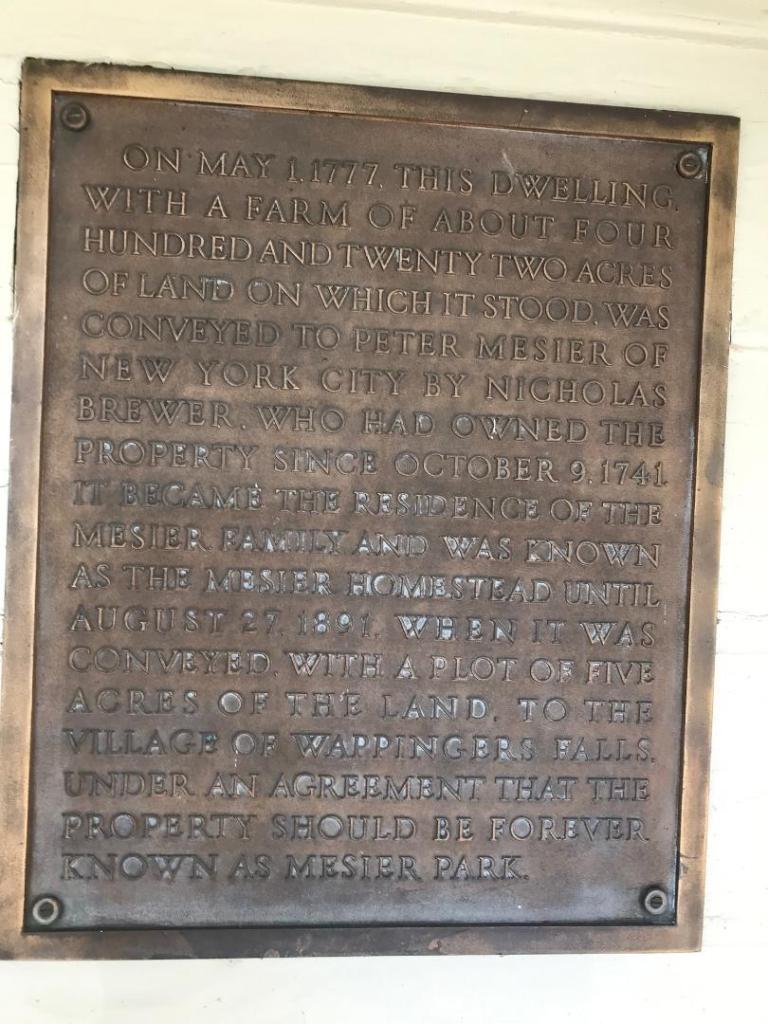 ON MAY 1, 1777, THIS DWELLING,
WITH A FARM OF ABOUT FOUR
HUNDRED AND TWENTY TWO ACRES
OF LAND ON WHICH IT STOOD, WAS
CONVEYED TO PETER MESIER OF
NEW YORK CITY BY NICHOLAS
BREWER, WHO HAD OWNED THE
PROPERTY SINCE OCTOBER 9, 1741.
IT BECAME THE RESIDENCE OF THE
MESIER FAMILY AND WAS KNOWN
AS THE MESIER HOMESTEAD UNTIL
AUGUST 27, 1891, WHEN IT WAS
CONVEYED, WITH A PLOT OF FIVE
ACRES OF THE LAND, TO THE
VILLAGE OF WAPPINGERS FALLS,
UNDER AN AGREEMENT THAT THE
PROPERTY SHOULD BE FOREVER
KNOWN AS MESIER PARK.